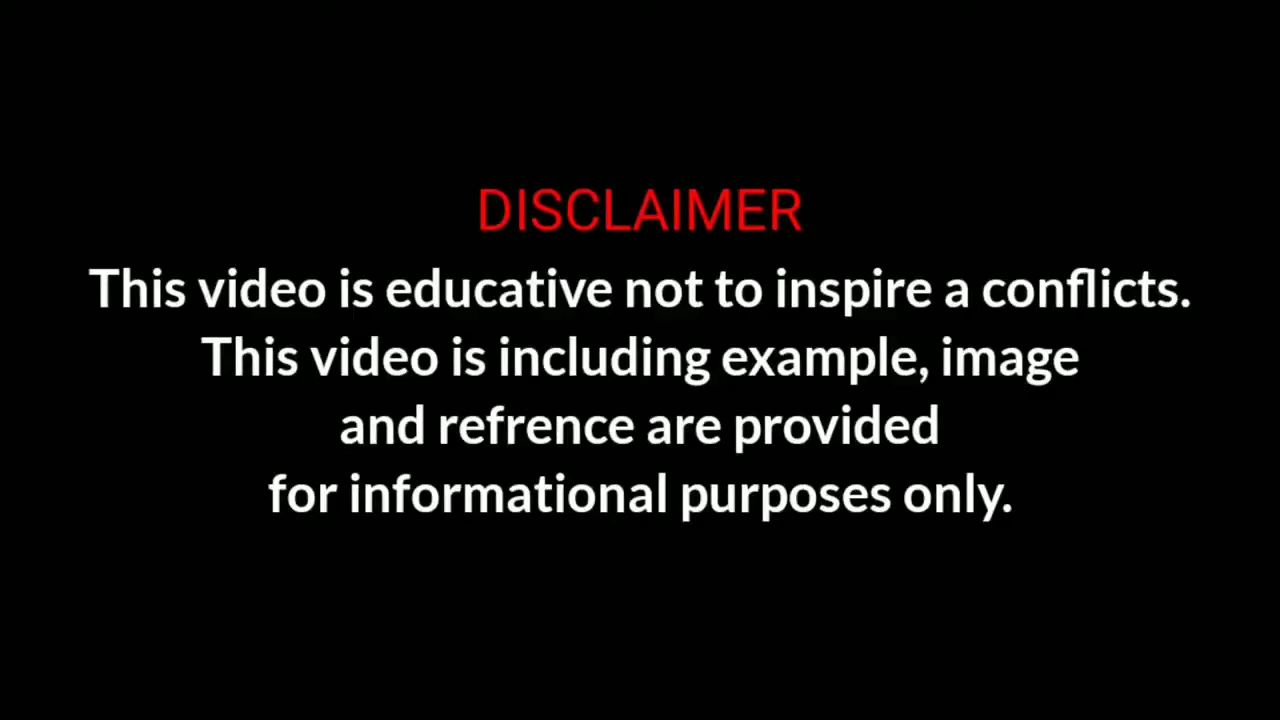 DISCLAIMER
This video is educative not to inspire a conflicts.
This video is including example, image
and refrence are provided
for informational purposes only.